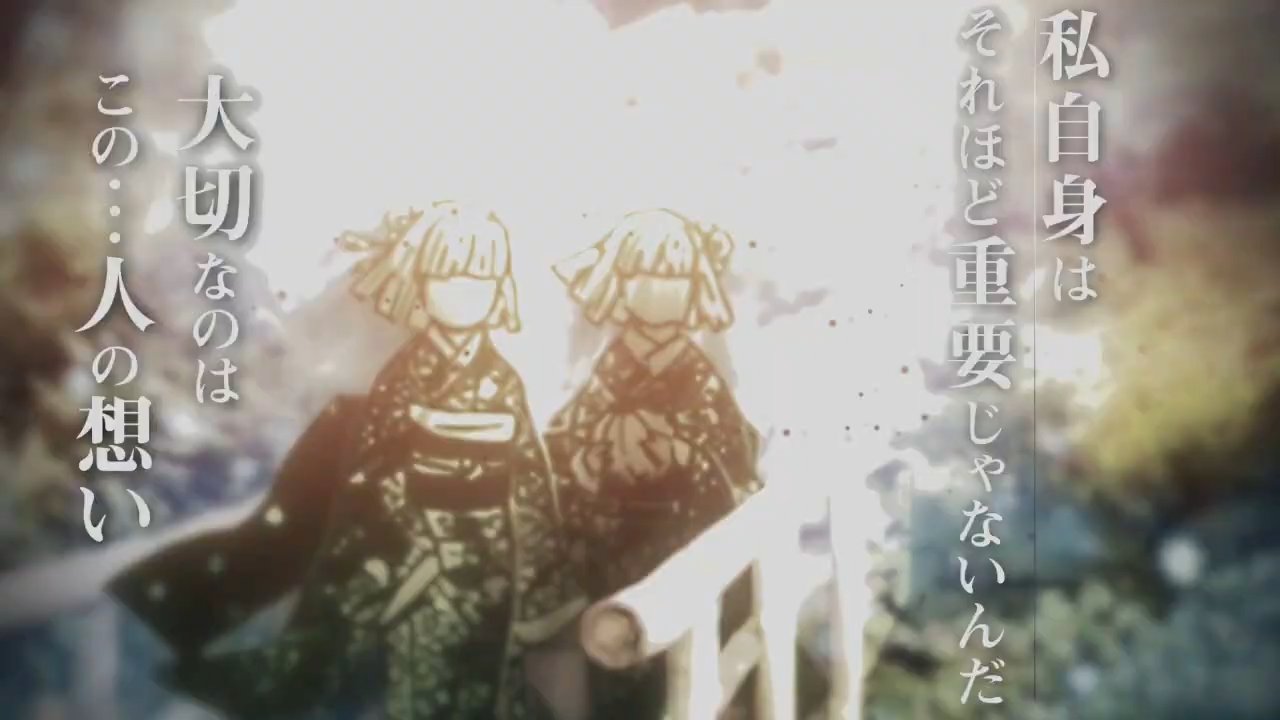 私自身は
それほど重要じゃないんだ
大切なのは
この…‥人の想い